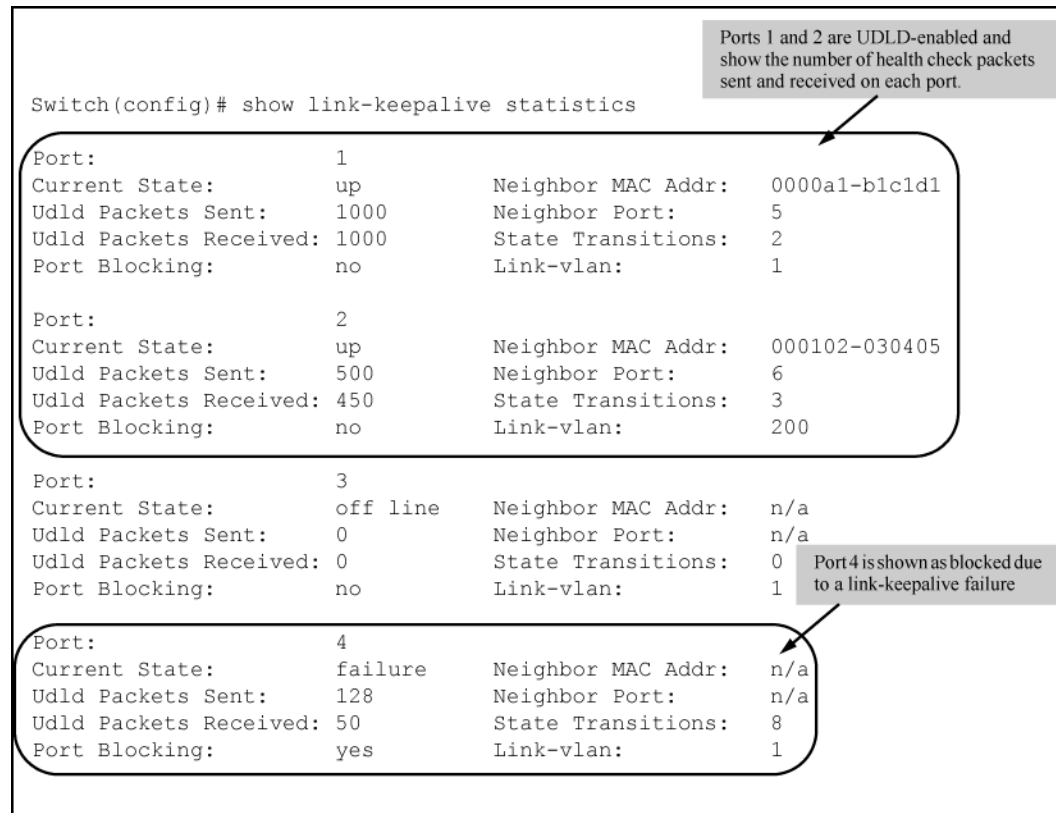 Ports 1 and 2 are UDLD-enabled and
show the number of health check packets
sent and received on each port.
Switch(config)# show link-keepalive statistics
Port: 1
Current State: up Neighbor MAC Addr: 0000a1-b1c1d1
Udld Packets Sent: 1000 Neighbor Port: 5
Udld Packets Received: 1000 State Transitions: 2
Port Blocking: no Link-vlan: 1
Port: 2
Current State: up Neighbor MAC Addr: 000102-030405
Udld Packets Sent: 500 Neighbor Port: 6
Udld Packets Received: 450 State Transitions: 3
Port Blocking: no Link-vlan: 200
Port: 3
Current State: off line Neighbor MAC Addr: n/a
Udld Packets Sent: 0 Neighbor Port: n/a
Udld Packets Received: 0 State Transitions: 0
Port Blocking: no Link-vlan: 1
Port 4 is shown as blocked due
to a link-keepalive failure
Port: 4
Current State: failure Neighbor MAC Addr: n/a
Udld Packets Sent: 128 Neighbor Port: n/a
Udld Packets Received: 50 State Transitions: 8
Port Blocking: yes Link-vlan: 1